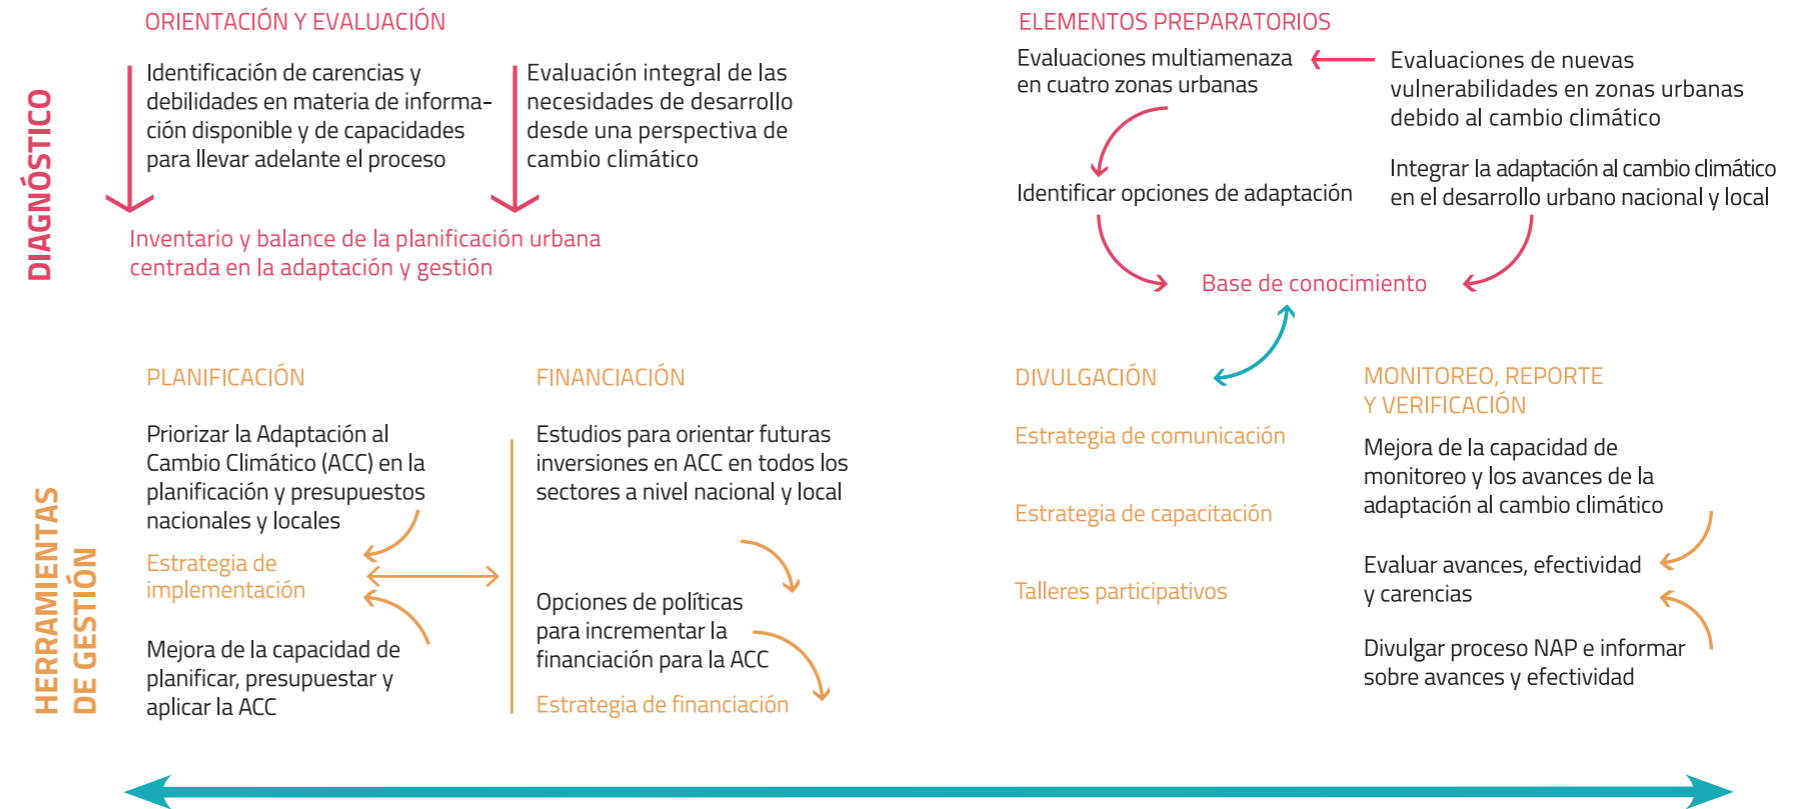 DIAGNÓSTICO
ORIENTACIÓN Y EVALUACIÓN
Identificación de carencias y
debilidades en materia de informa-
ción disponible y de capacidades
para llevar adelante el proceso
Evaluación integral de las
necesidades de desarrollo
desde una perspectiva de
cambio climático
Inventario y balance de la planificación urbana
centrada en la adaptación y gestión
ELEMENTOS PREPARATORIOS
Evaluaciones multiamenaza
en cuatro zonas urbanas
Evaluaciones de nuevas
vulnerabilidades en zonas urbanas
debido al cambio climático
Identificar opciones de adaptación
Integrar la adaptación al cambio climático
en el desarrollo urbano nacional y local
Base de conocimiento
HERRAMIENTAS
DE GESTIÓN
PLANIFICACIÓN
Priorizar la Adaptación al
Cambio Climático (ACC) en la
planificación y presupuestos
nacionales y locales
Estrategia de
implementación
Mejora de la capacidad de
planificar, presupuestar y
aplicar la ACC
FINANCIACIÓN
Estudios para orientar futuras
inversiones en ACC en todos los
sectores a nivel nacional y local
Opciones de políticas
para incrementar la
financiación para la ACC
Estrategia de financiación
DIVULGACIÓN
Estrategia de comunicación
Estrategia de capacitación
Talleres participativos
MONITOREO, REPORTE
Y VERIFICACIÓN
Mejora de la capacidad de
monitoreo y los avances de la
adaptación al cambio climático
Evaluar avances, efectividad
y carencias
Divulgar proceso NAP e informar
sobre avances y efectividad